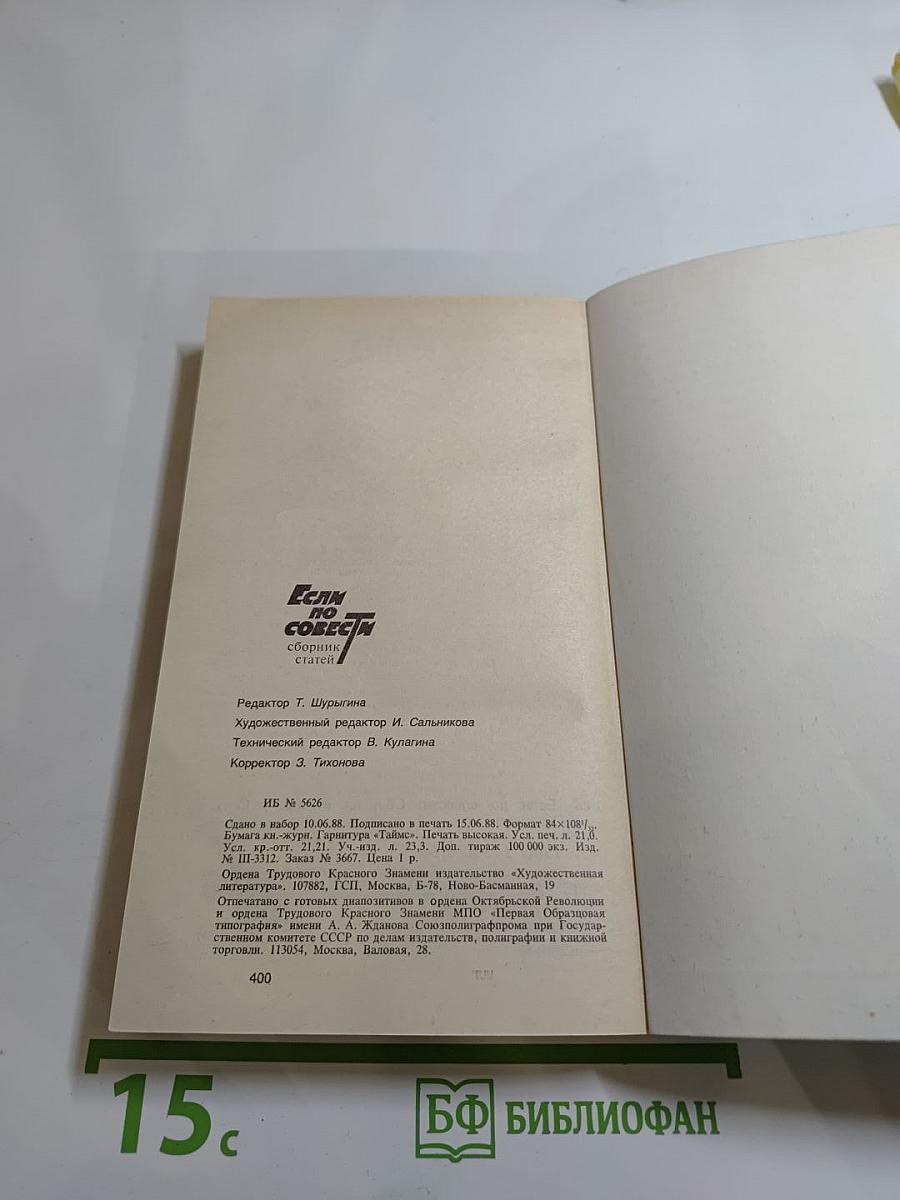 Если
по
совести
сборник
статей
Редактор Т. Шурыгина
Художественный редактор И. Сальникова
Технический редактор В. Кулагина
Корректор З. Тихонова
ИБ № 5626
Сдано в набор 10.06.88. Подписано в печать 15.06.88. Формат 84×108¹/
Бумага кн.-журн. Гарнитура «Таймс». Печать высокая. Усл. печ. л. 21,0.
Усл. кр.-отт. 21,21. Уч.-изд. л. 23,3. Доп. тираж 100 000 экз. Изд.
№ III-3312. Заказ № 3667. Цена 1 р.
Ордена Трудового Красного Знамени издательство «Художественная
литература». 107882, ГСП, Москва, Б-78, Ново-Басманная, 19
Отпечатано с готовых диапозитивов в ордена Октябрьской Революции
и ордена Трудового Красного Знамени МПО «Первая Образцовая
типография» имени А. А. Жданова Союзполиграфпрома при Государ-
ственном комитете СССР по делам издательств, полиграфии и книжной
торговли. 113054, Москва, Валовая, 28.
400
15 с
БФ БИБЛИОФАН